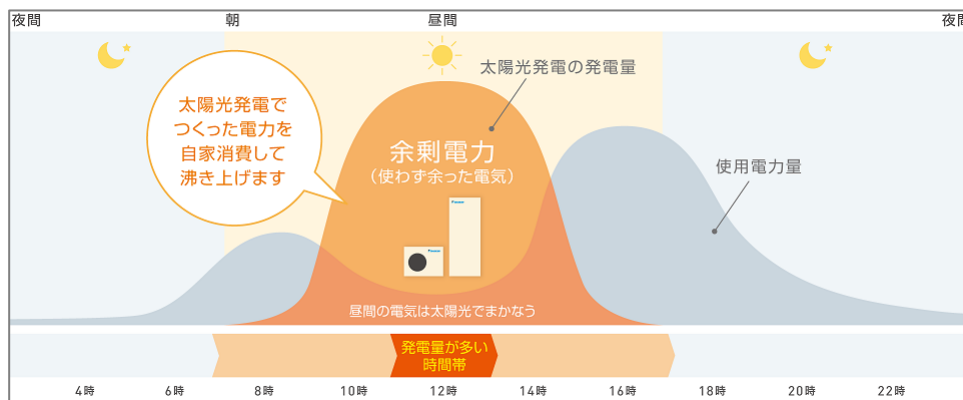 夜間
朝
昼間
夜間
太陽光発電の発電量
太陽光発電で
つくった電力を
自家消費して
沸き上げます
余剰電力
(使わず余った電気)
使用電力量
昼間の電気は太陽光でまかなう
発電量が多い
時間帯
4時 6時 8時 10時 12時 14時 16時 18時 20時 22時